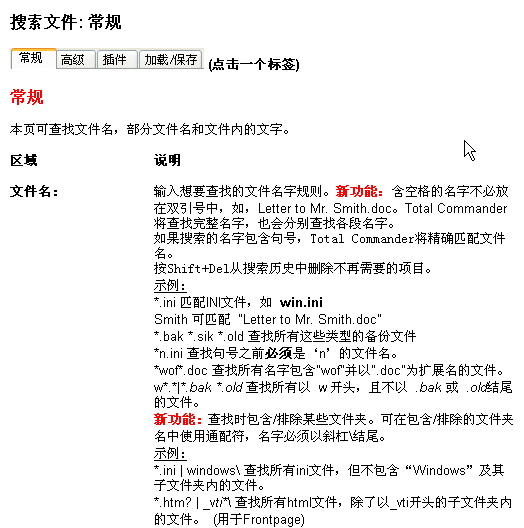 搜索文件: 常规
常规 高级 插件 加载/保存 (点击一个标签)
常规
本页可查找文件名，部分文件名和文件内的文字。
区域 说明
文件名： 输入想要查找的文件名字规则。新功能：含空格的名字不必放
在双引号中，如，Letter to Mr. Smith.doc。Total Commander
将查找完整名字，也会分别查找各段名字。
如果搜索的名字包含句号，Total Commander将精确匹配文件
名。
按Shift+Del从搜索历史中删除不再需要的项目。
示例：
*.ini 匹配INI文件，如 win.ini
Smith 可匹配 "Letter to Mr. Smith.doc"
*.bak *.sik *.old 查找所有这些类型的备份文件
*n.ini 查找句号之前必须是‘n’的文件名。
*wof*.doc 查找所有名字包含"wof"并以".doc"为扩展名的文件。
w*.*|*.bak *.old 查找所有以 w 开头，且不以 .bak 或 .old结尾
的文件。
新功能：查找时包含/排除某些文件夹。可在包含/排除的文件夹
名中使用通配符，名字必须以斜杠\结尾。
示例：
*.ini | windows\ 查找所有ini文件，但不包含“Windows”及其
子文件夹内的文件。
*.htm? | _vti*\ 查找所有html文件，除了以_vti开头的子文件夹内
的文件。 (用于Frontpage)